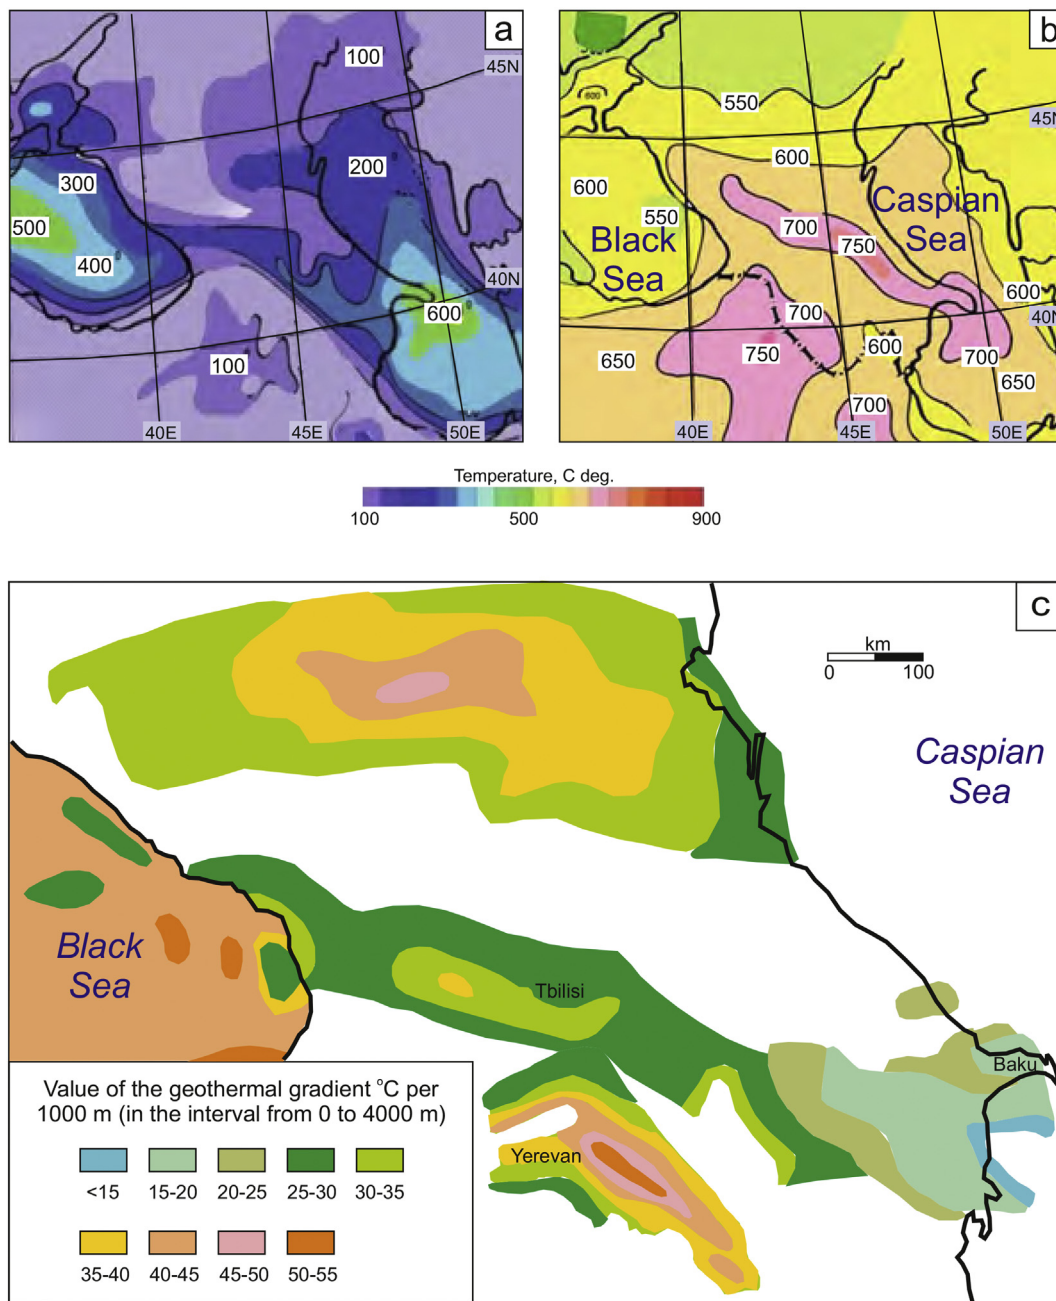 a
100
45N
200
300
500
400
40N
600
100
40E
45E
50E
b
600
550
45N
600
600
550
Black
Sea
Caspian
Sea
700
750
600
40N
700
750
600
700
650
650
700
40E
45E
50E
Temperature, C deg.
100
500
900
c
km
0
100
Caspian
Sea
Black
Sea
Tbilisi
Baku
Yerevan
Value of the geothermal gradient °C per
1000 m (in the interval from 0 to 4000 m)
<15
15-20
20-25
25-30
30-35
35-40
40-45
45-50
50-55